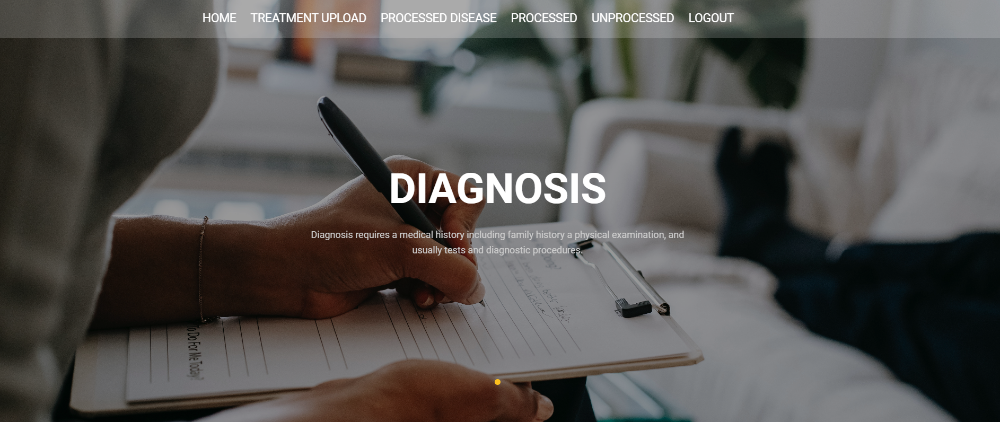 HOME TREATMENT UPLOAD PROCESSED DISEASE PROCESSED UNPROCESSED LOGOUT
DIAGNOSIS
Diagnosis requires a medical history including family history a physical examination, and
usually tests and diagnostic procedures.
Do For Me Today?